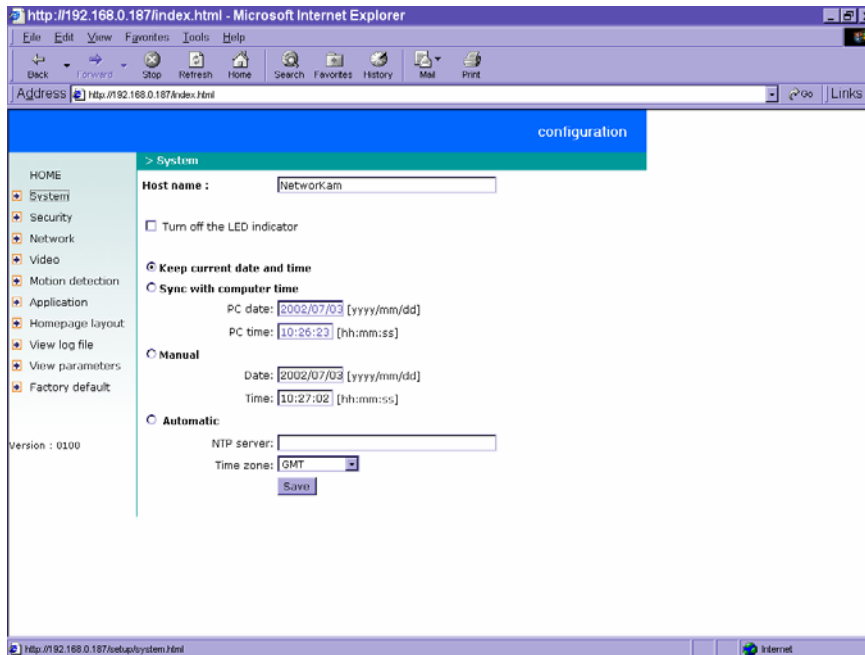 http://192.168.0.187/index.html - Microsoft Internet Explorer
File Edit View Favorites Tools Help
Back Forward Stop Refresh Home Search Favorites History Mail Print
Address http://192.168.0.187/index.html Go Links
configuration
> System
HOME
System
Security
Network
Video
Motion detection
Application
Homepage layout
View log file
View parameters
Factory default
Version : 0100
Host name : NetworKam
Turn off the LED indicator
Keep current date and time
Sync with computer time
PC date: 2002/07/03 [yyyy/mm/dd]
PC time: 10:26:23 [hh:mm:ss]
Manual
Date: 2002/07/03 [yyyy/mm/dd]
Time: 10:27:02 [hh:mm:ss]
Automatic
NTP server:
Time zone: GMT
Save
http://192.168.0.187/setup/system.html Internet